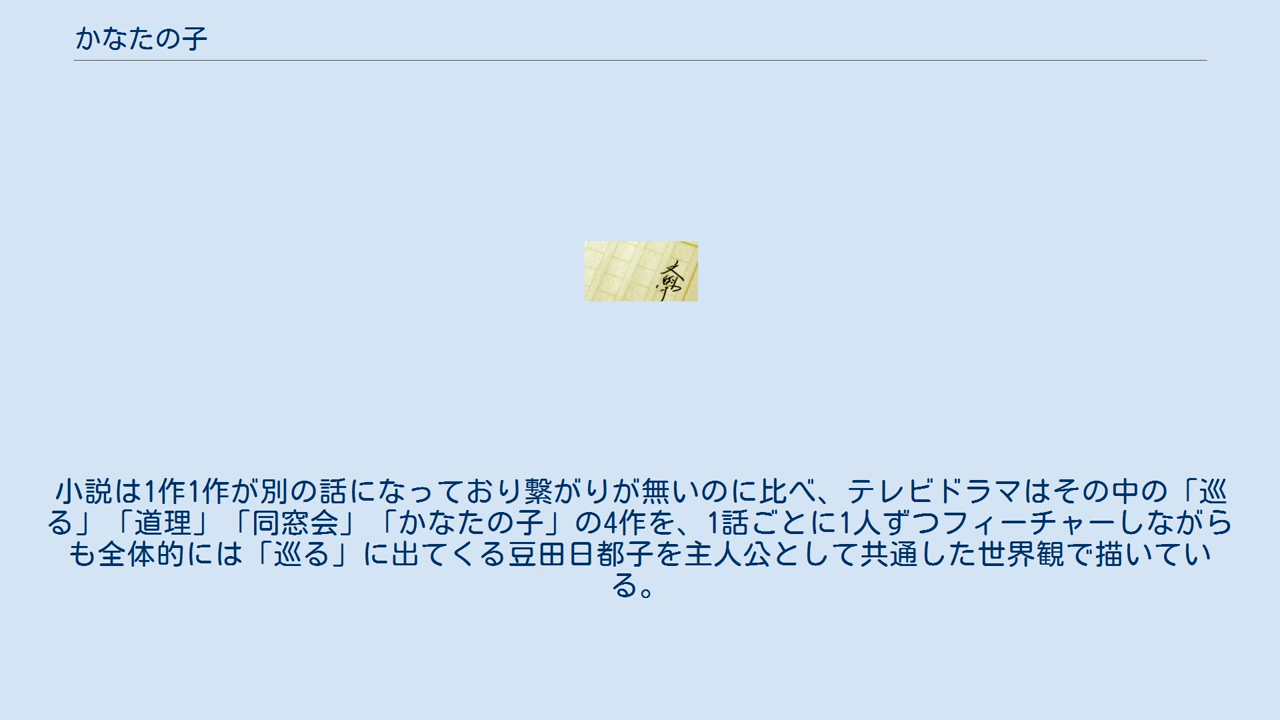 かなたの子
小説は1作1作が別の話になっており繋がりが無いのに比べ、テレビドラマはその中の「巡
る」「道理」「同窓会」「かなたの子」の4作を、1話ごとに1人ずつフィーチャーしながら
も全体的には「巡る」に出てくる豆田日都子を主人公として共通した世界観で描いてい
る。